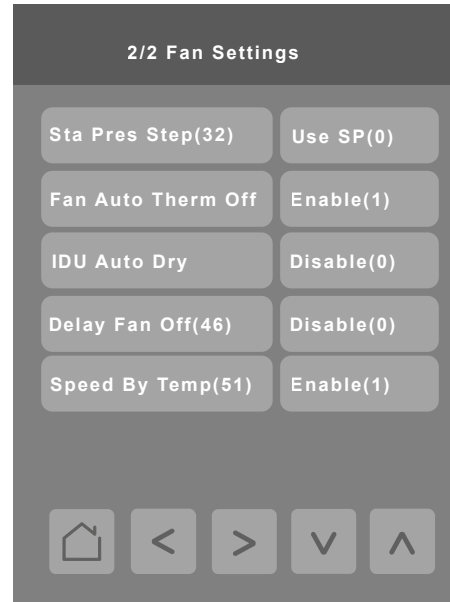 2/2 Fan Settings
Sta Pres Step(32) Use SP(0)
Fan Auto Therm Off Enable(1)
IDU Auto Dry Disable(0)
Delay Fan Off(46) Disable(0)
Speed By Temp(51) Enable(1)